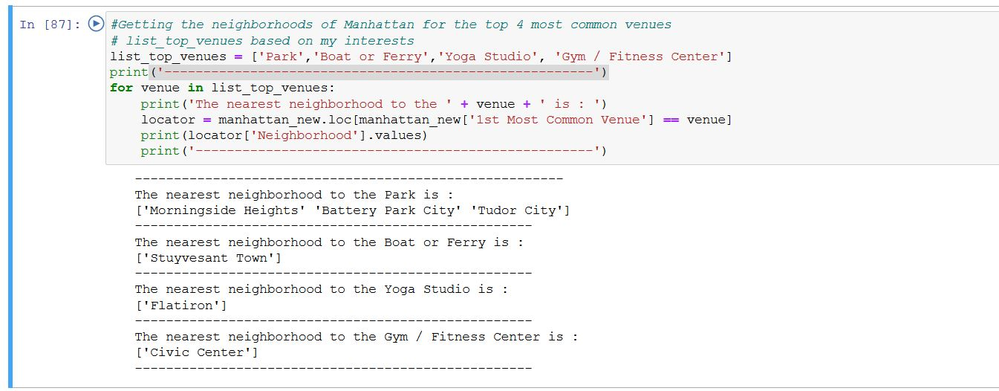 In [87]: #Getting the neighborhoods of Manhattan for the top 4 most common venues
# list_top_venues based on my interests
list_top_venues = ['Park','Boat or Ferry','Yoga Studio', 'Gym / Fitness Center']
print('-------------------------------------------------------')
for venue in list_top_venues:
    print('The nearest neighborhood to the ' + venue + ' is : ')
    locator = manhattan_new.loc[manhattan_new['1st Most Common Venue'] == venue]
    print(locator['Neighborhood'].values)
    print('---------------------------------------------------')
-------------------------------------------------------
The nearest neighborhood to the Park is :
['Morningside Heights' 'Battery Park City' 'Tudor City']
---------------------------------------------------
The nearest neighborhood to the Boat or Ferry is :
['Stuyvesant Town']
---------------------------------------------------
The nearest neighborhood to the Yoga Studio is :
['Flatiron']
---------------------------------------------------
The nearest neighborhood to the Gym / Fitness Center is :
['Civic Center']
---------------------------------------------------